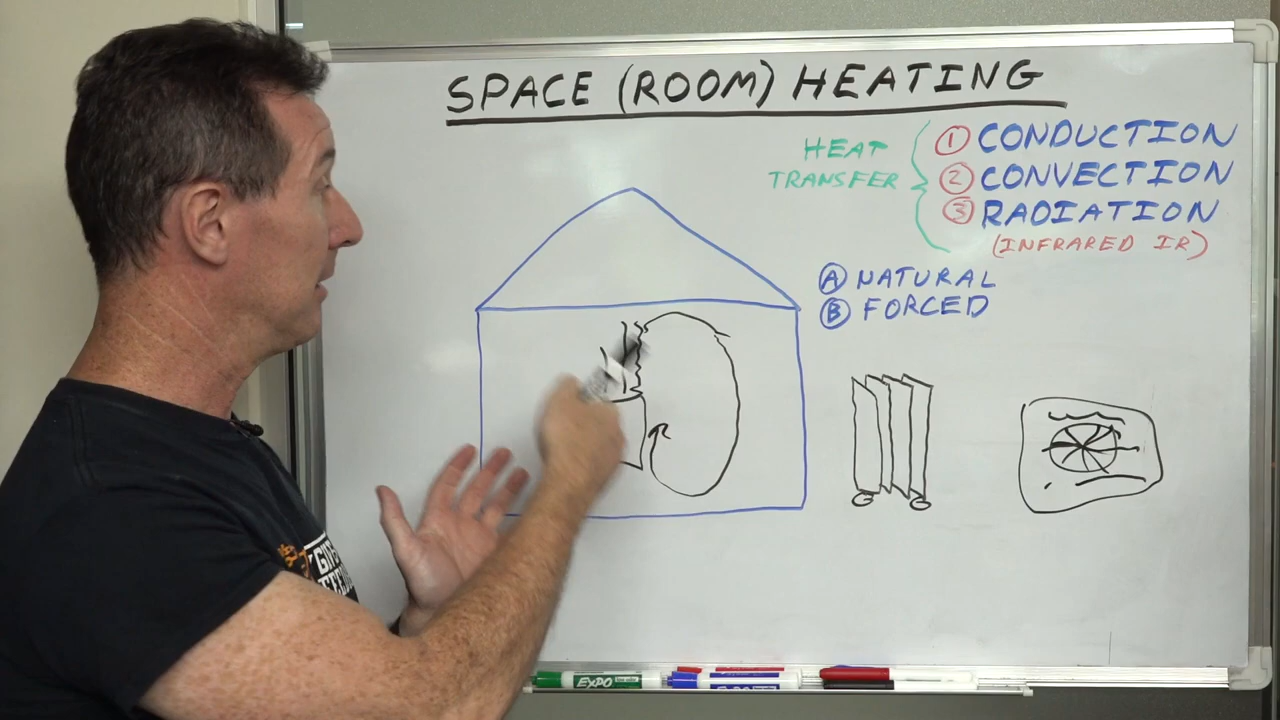 SPACE (ROOM) HEATING
HEAT
TRANSFER
① CONDUCTION
② CONVECTION
③ RADIATION
(INFRARED IR)
Ⓐ NATURAL
Ⓑ FORCED
EXPO